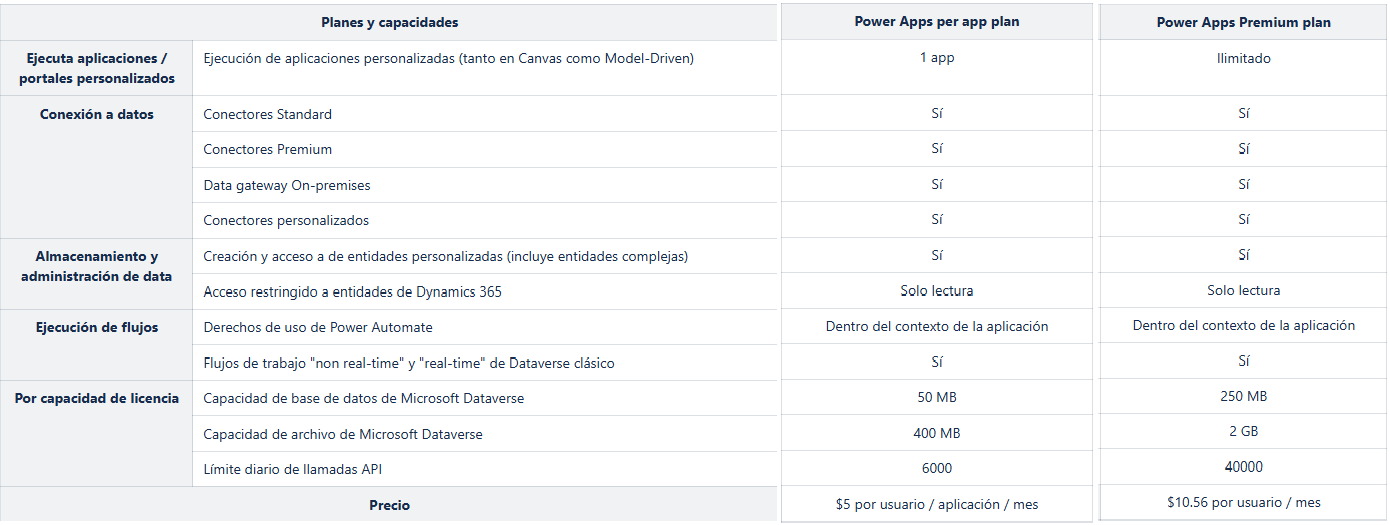 Planes y capacidades Power Apps per app plan Power Apps Premium plan
Ejecuta aplicaciones / portales personalizados Ejecución de aplicaciones personalizadas (tanto en Canvas como Model-Driven) 1 app Ilimitado
Conexión a datos Conectores Standard Sí Sí
Conectores Premium Sí Sí
Data gateway On-premises Sí Sí
Conectores personalizados Sí Sí
Almacenamiento y administración de data Creación y acceso a de entidades personalizadas (incluye entidades complejas) Sí Sí
Acceso restringido a entidades de Dynamics 365 Solo lectura Solo lectura
Ejecución de flujos Derechos de uso de Power Automate Dentro del contexto de la aplicación Dentro del contexto de la aplicación
Flujos de trabajo "non real-time" y "real-time" de Dataverse clásico Sí Sí
Por capacidad de licencia Capacidad de base de datos de Microsoft Dataverse 50 MB 250 MB
Capacidad de archivo de Microsoft Dataverse 400 MB 2 GB
Límite diario de llamadas API 6000 40000
Precio $5 por usuario / aplicación / mes $10.56 por usuario / mes